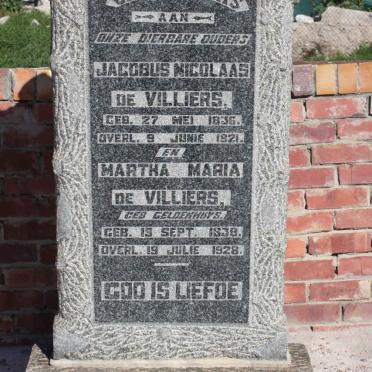 AAN
ONZE DIERBARE OUDERS
JACOBUS NICOLAAS
DE VILLIERS,
GEB. 27 MEI 1836.
OVERL. 9 JUNIE 1921.
EN
MARTHA MARIA
DE VILLIERS,
GEB GELDENHUYS
GEB. 13 SEPT. 1838.
OVERL. 19 JULIE 1928.
GOD IS LIEFDE